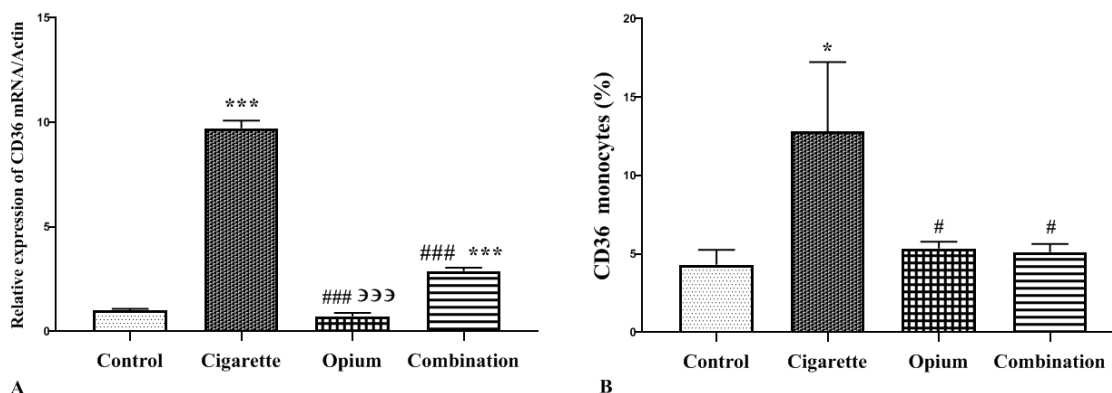 Relative expression of CD36 mRNA/Actin
15
10
5
0
***
### ϶϶϶
### ***
Control Cigarette Opium Combination
A
CD36 monocytes (%)
20
15
10
5
0
*
#
#
Control Cigarette Opium Combination
B